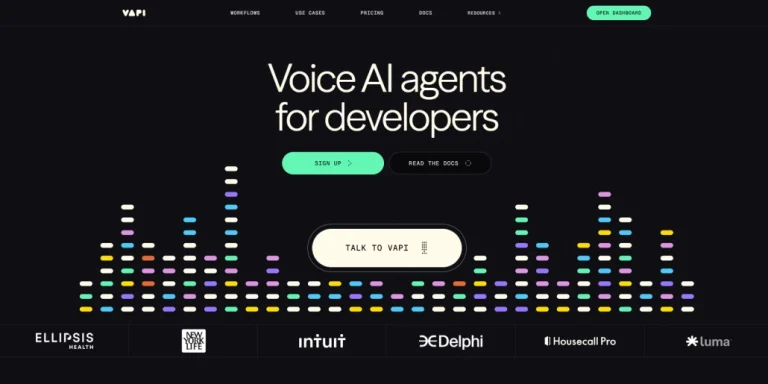 VAPI
WORKFLOWS
USE CASES
PRICING
DOCS
RESOURCES
OPEN DASHBOARD
Voice AI agents
for developers
SIGN UP
READ THE DOCS
TALK TO VAPI
ELLIPSIS
HEALTH
NEW
YORK
LIFE
intuit
Delphi
Housecall Pro
luma